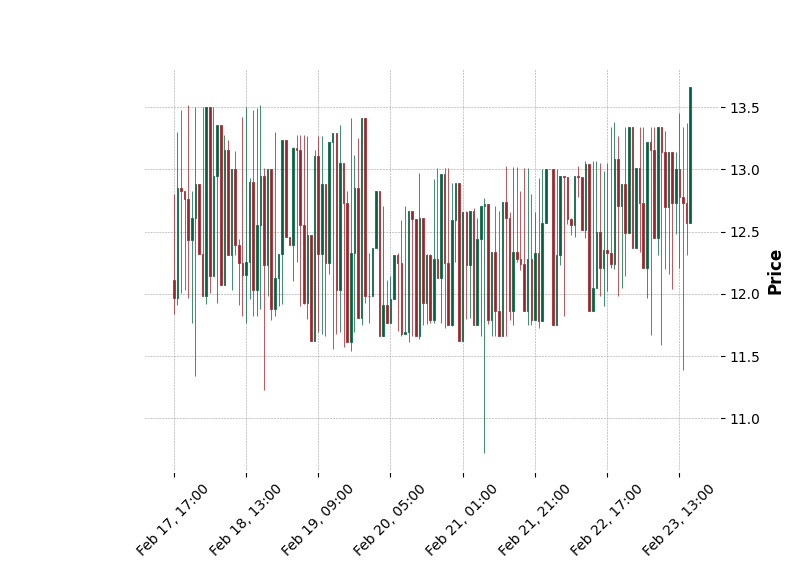 13.5
13.0
12.5
12.0
11.5
11.0
Price
Feb 17, 17:00
Feb 18, 13:00
Feb 19, 09:00
Feb 20, 05:00
Feb 21, 01:00
Feb 21, 21:00
Feb 22, 17:00
Feb 23, 13:00